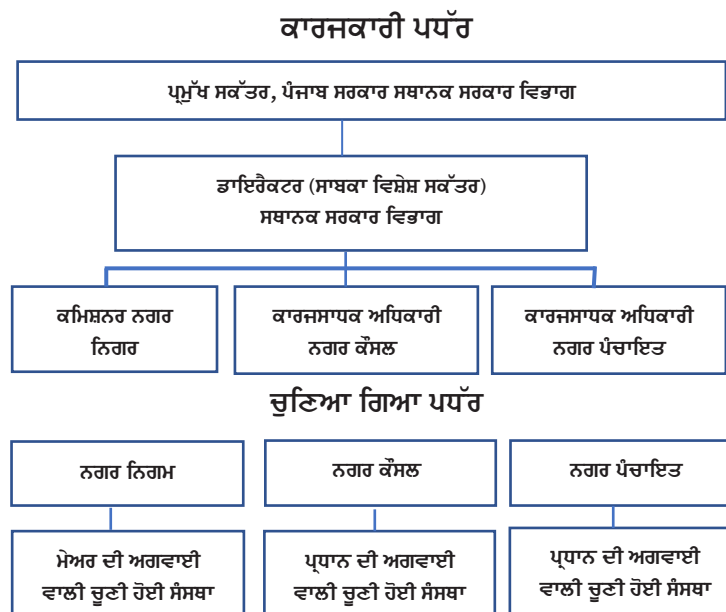 ਕਾਰਜਕਾਰੀ ਪਧੱਰ
ਪ੍ਰਮੁੱਖ ਸਕੱਤਰ, ਪੰਜਾਬ ਸਰਕਾਰ ਸਥਾਨਕ ਸਰਕਾਰ ਵਿਭਾਗ
ਡਾਇਰੈਕਟਰ (ਸਾਬਕਾ ਵਿਸ਼ੇਸ਼ ਸਕੱਤਰ)
ਸਥਾਨਕ ਸਰਕਾਰ ਵਿਭਾਗ
ਕਮਿਸ਼ਨਰ ਨਗਰ
ਨਿਗਰ
ਕਾਰਜਸਾਧਕ ਅਧਿਕਾਰੀ
ਨਗਰ ਕੌਂਸਲ
ਕਾਰਜਸਾਧਕ ਅਧਿਕਾਰੀ
ਨਗਰ ਪੰਚਾਇਤ
ਚੁਣਿਆ ਗਿਆ ਪਧੱਰ
ਨਗਰ ਨਿਗਮ
ਨਗਰ ਕੌਂਸਲ
ਨਗਰ ਪੰਚਾਇਤ
ਮੇਅਰ ਦੀ ਅਗਵਾਈ
ਵਾਲੀ ਚੂਣੀ ਹੋਈ ਸੰਸਥਾ
ਪ੍ਰਧਾਨ ਦੀ ਅਗਵਾਈ
ਵਾਲੀ ਚੂਣੀ ਹੋਈ ਸੰਸਥਾ
ਪ੍ਰਧਾਨ ਦੀ ਅਗਵਾਈ
ਵਾਲੀ ਚੂਣੀ ਹੋਈ ਸੰਸਥਾ